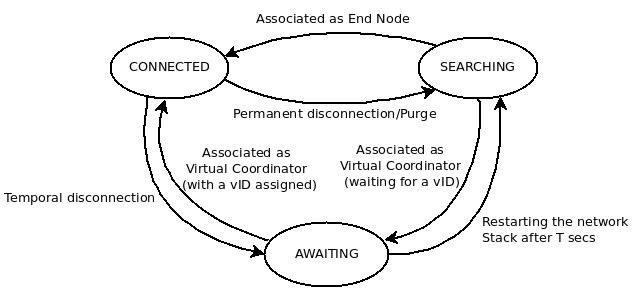 Associated as End Node
CONNECTED
SEARCHING
Permanent disconnection/Purge
Associated as
Virtual Coordinator
(with a vID assigned)
Associated as
Virtual Coordinator
(waiting for a vID)
Temporal disconnection
Restarting the network
Stack after T secs
AWAITING